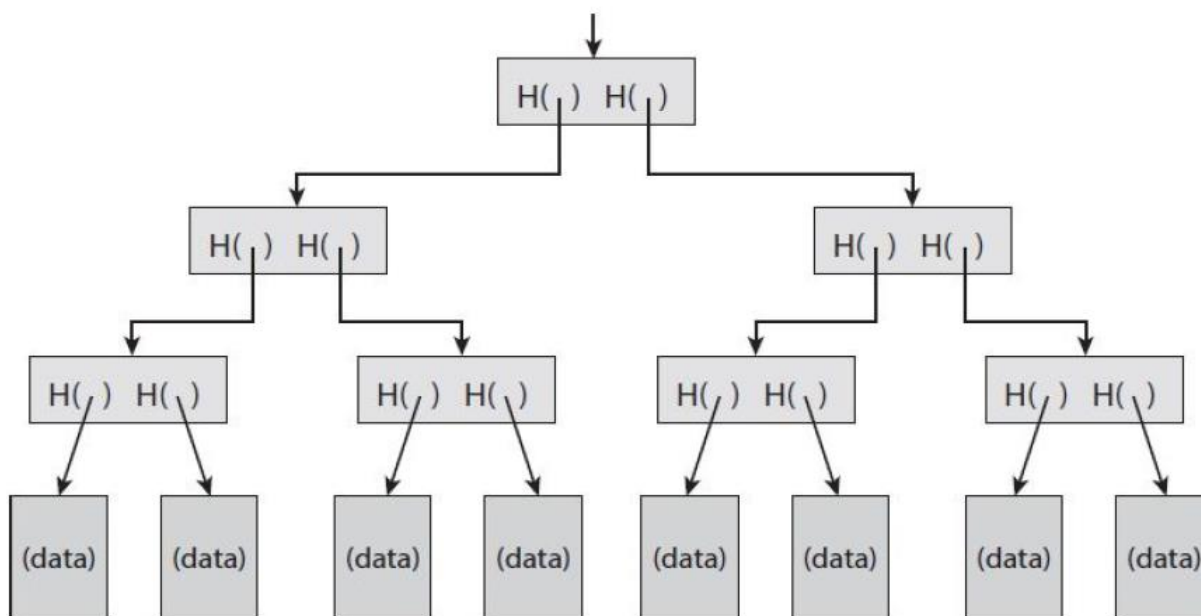 H( ) H( )
H( ) H( ) H( ) H( )
H( ) H( ) H( ) H( ) H( ) H( ) H( ) H( )
(data) (data) (data) (data) (data) (data) (data) (data)